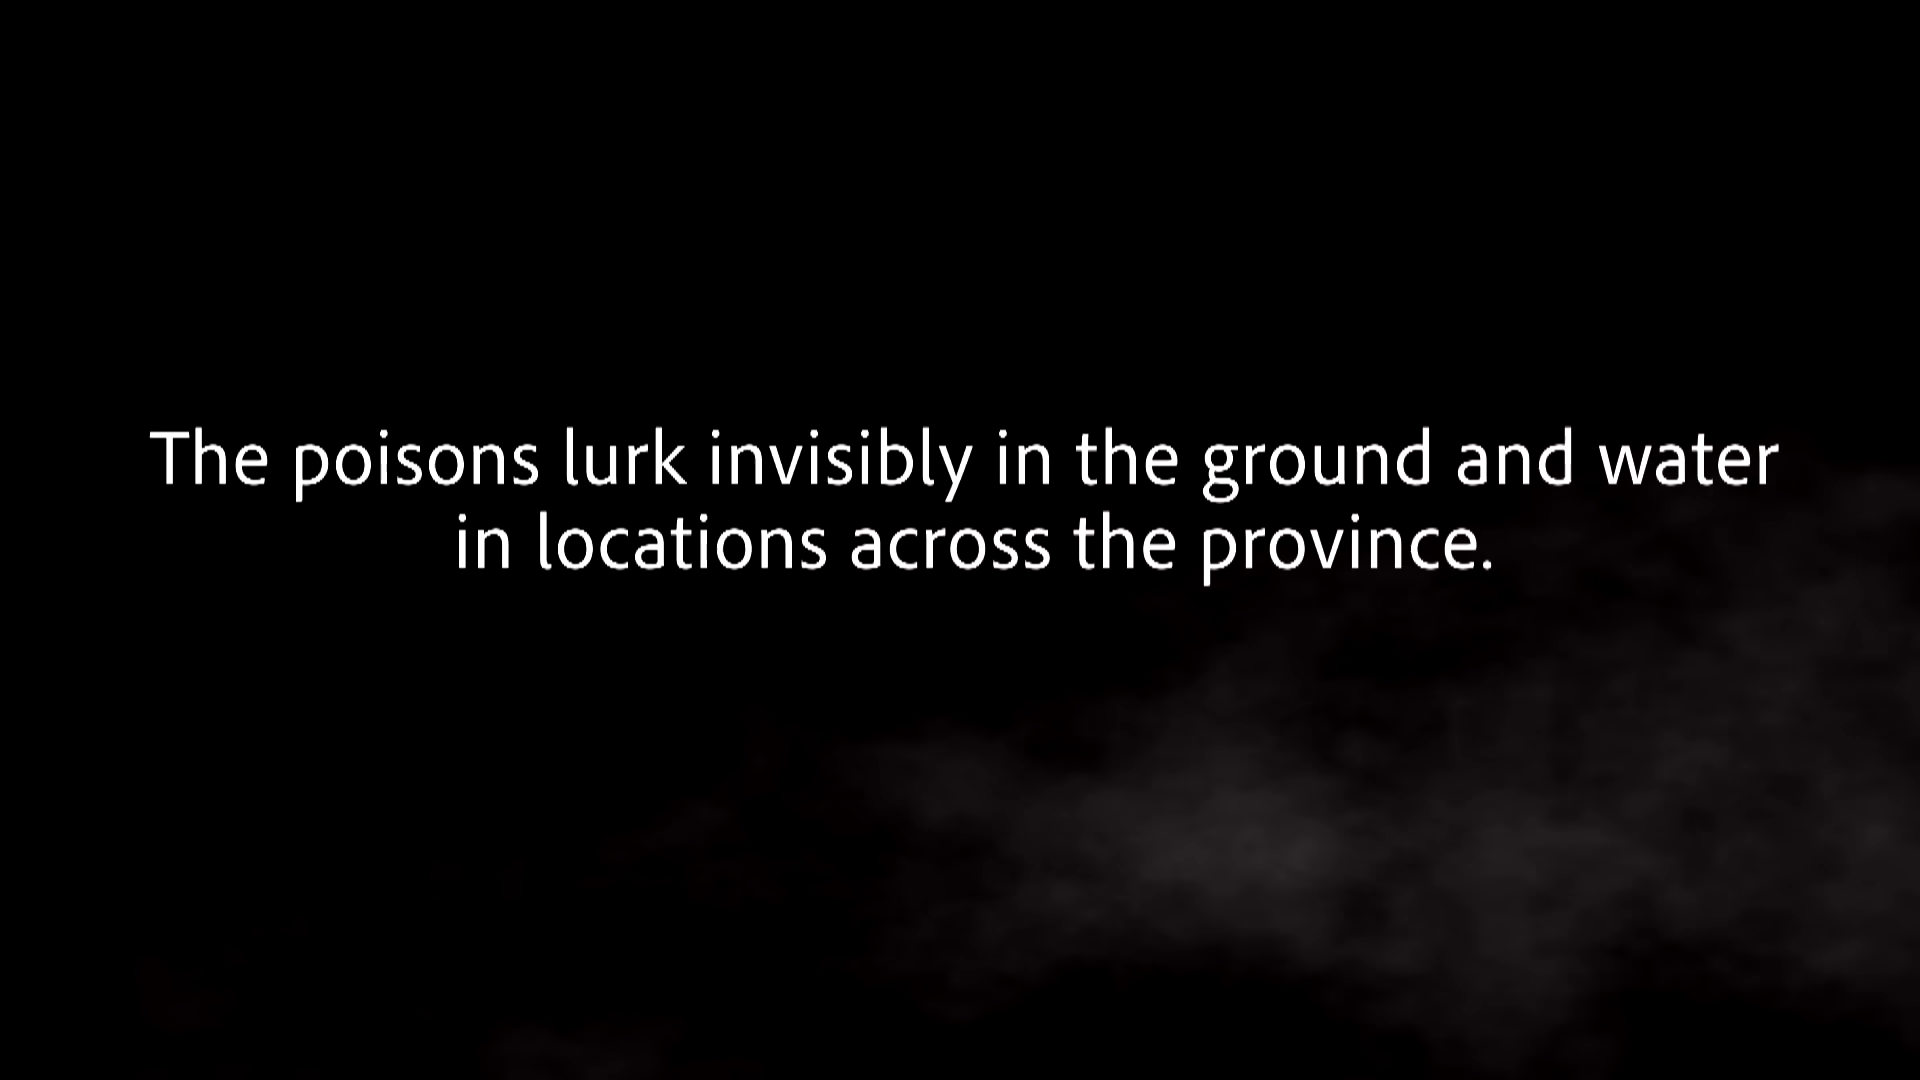 The poisons lurk invisibly in the ground and water
in locations across the province.